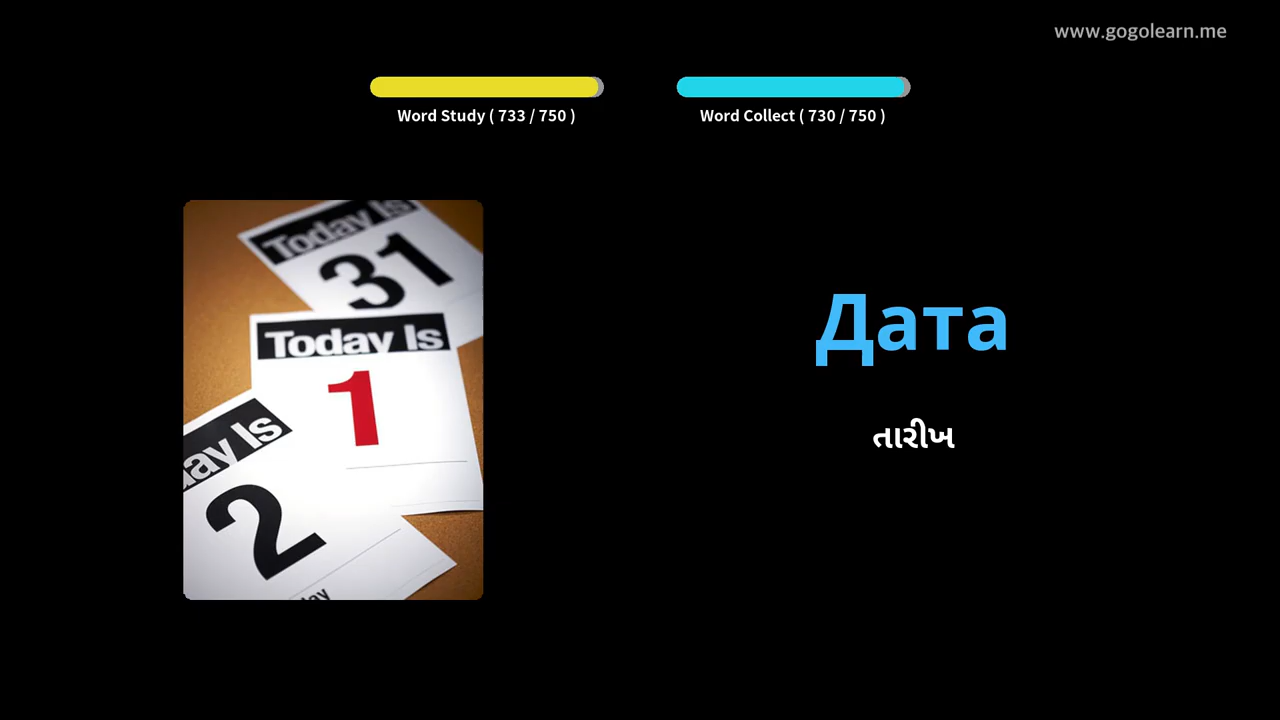 www.gogolearn.me
Word Study ( 733 / 750 )
Word Collect ( 730 / 750 )
Today Is
31
Today Is
1
ay Is
2
Дата
તારીખ